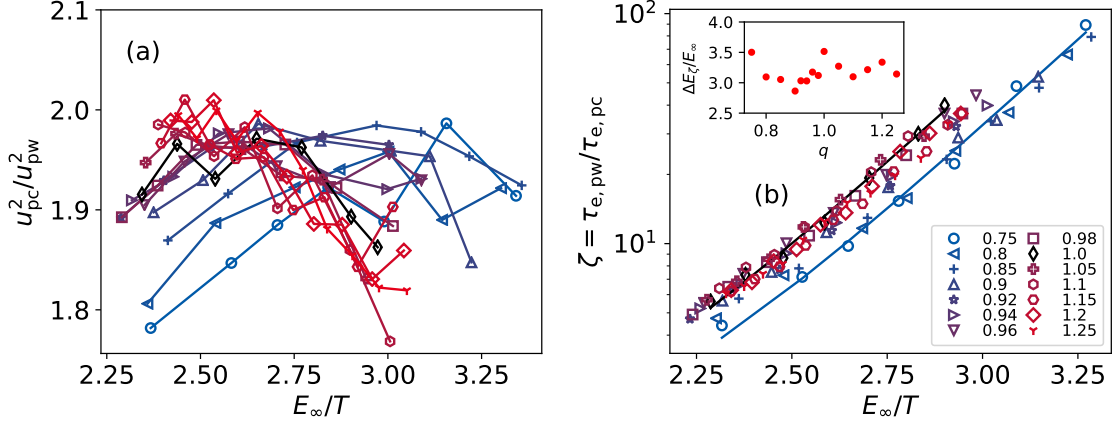 (a)
2.1
2.0
1.9
1.8
u²pc/u²pw
2.25 2.50 2.75 3.00 3.25
E∞/T
(b)
10²
10¹
ζ = τe,pw/τe,pc
2.25 2.50 2.75 3.00 3.25
E∞/T
4.0
3.5
3.0
2.5
ΔEζ/E∞
0.8 1.0 1.2
q
0.75 0.98
0.8 1.0
0.85 1.05
0.9 1.1
0.92 1.15
0.94 1.2
0.96 1.25